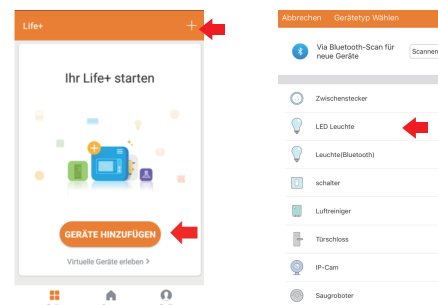 Life+
Ihr Life+ starten
GERÄTE HINZUFÜGEN
Virtuelle Geräte erleben >
Abbrechen Gerätetyp Wählen
Via Bluetooth-Scan für
neue Geräte
Scannen
Zwischenstecker
LED Leuchte
Leuchte(Bluetooth)
schalter
Luftreiniger
Türschloss
IP-Cam
Saugroboter